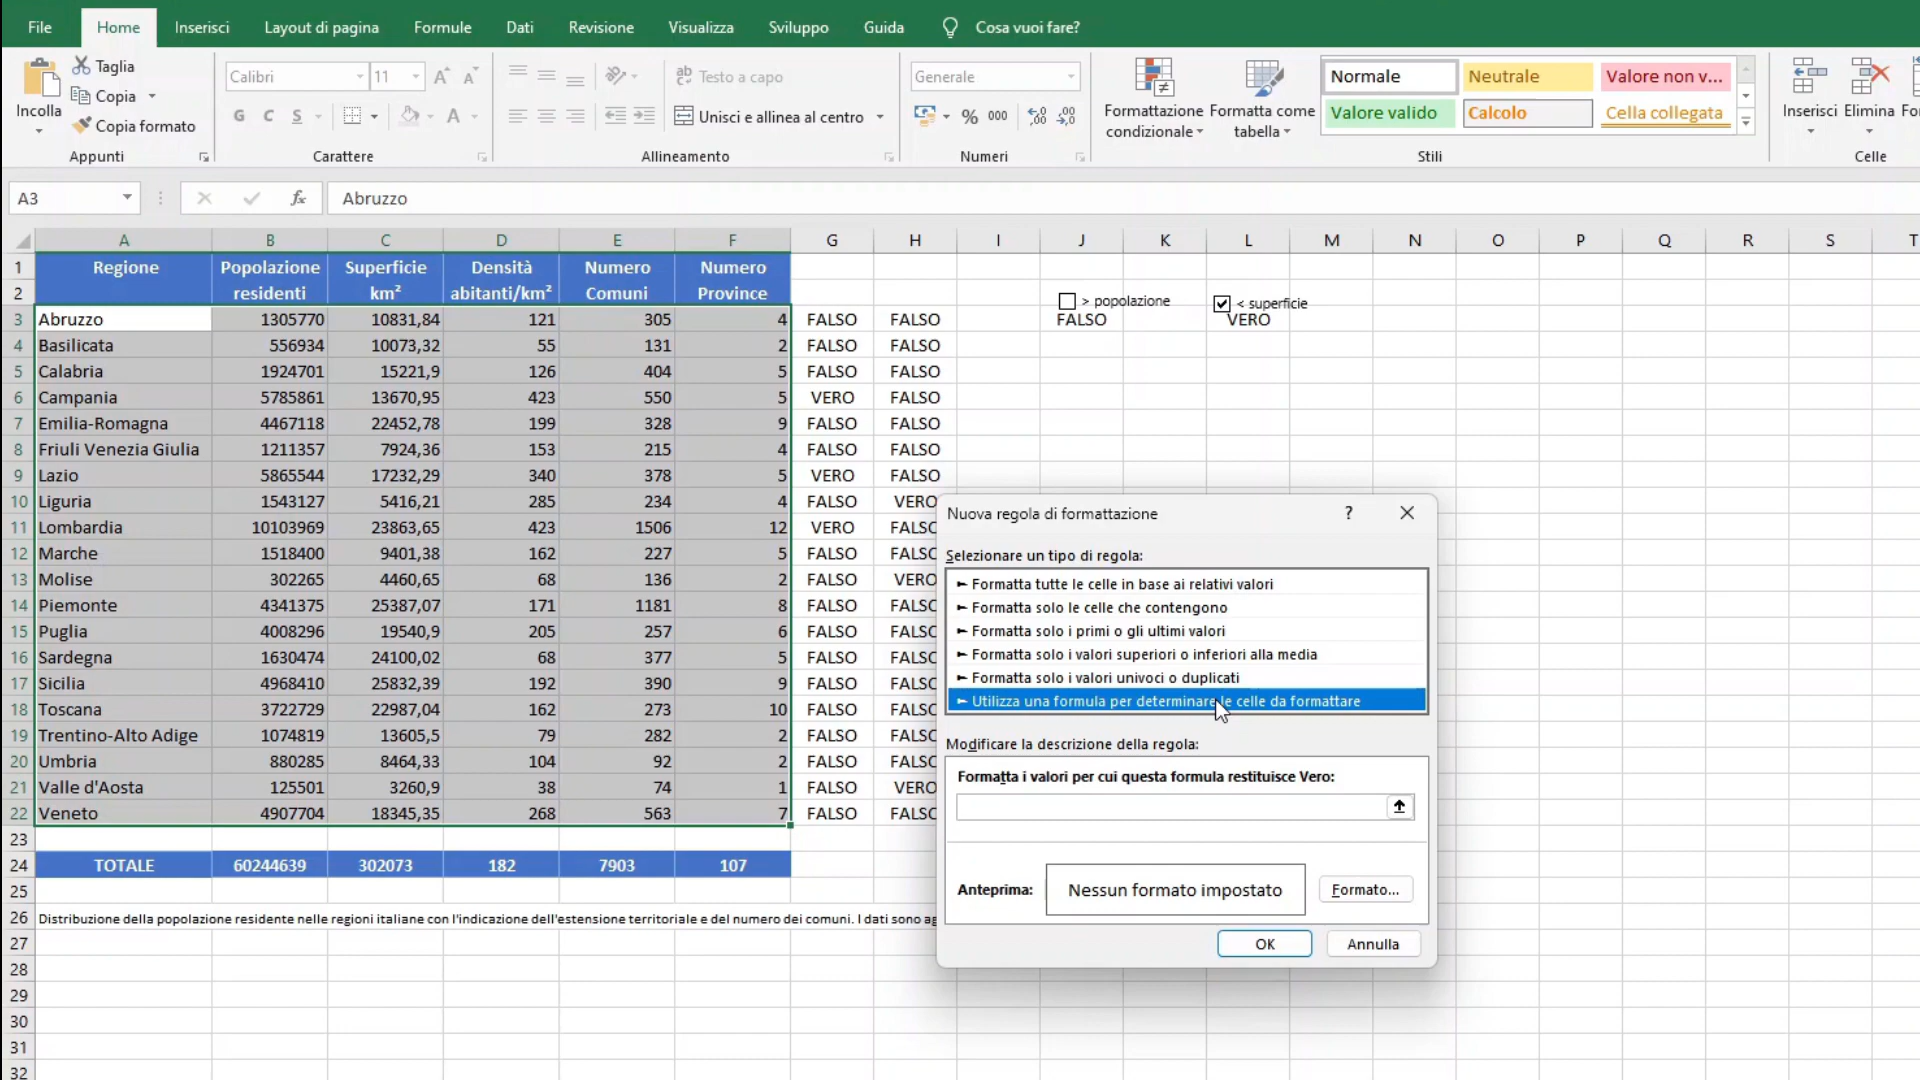 File Home Inserisci Layout di pagina Formule Dati Revisione Visualizza Sviluppo Guida Cosa vuoi fare?
Incolla
Taglia
Copia
Copia formato
Appunti
Calibri 11
G C S
Carattere
Testo a capo
Unisci e allinea al centro
Allineamento
Generale
% 000
Numeri
Formattazione
condizionale
Formatta come
tabella
Normale Neutrale Valore non v...
Valore valido Calcolo Cella collegata
Stili
Inserisci Elimina
Celle
A3 fx Abruzzo
A B C D E F G H I J K L M N O P Q R S T
1 Regione Popolazione Superficie Densità Numero Numero
2 residenti km² abitanti/km² Comuni Province
> popolazione < superficie
3 Abruzzo 1305770 10831,84 121 305 4 FALSO FALSO FALSO VERO
4 Basilicata 556934 10073,32 55 131 2 FALSO FALSO
5 Calabria 1924701 15221,9 126 404 5 FALSO FALSO
6 Campania 5785861 13670,95 423 550 5 VERO FALSO
7 Emilia-Romagna 4467118 22452,78 199 328 9 FALSO FALSO
8 Friuli Venezia Giulia 1211357 7924,36 153 215 4 FALSO FALSO
9 Lazio 5865544 17232,29 340 378 5 VERO FALSO
10 Liguria 1543127 5416,21 285 234 4 FALSO VERO
11 Lombardia 10103969 23863,65 423 1506 12 VERO FALSO
12 Marche 1518400 9401,38 162 227 5 FALSO FALSO
13 Molise 302265 4460,65 68 136 2 FALSO VERO
14 Piemonte 4341375 25387,07 171 1181 8 FALSO FALSO
15 Puglia 4008296 19540,9 205 257 6 FALSO FALSO
16 Sardegna 1630474 24100,02 68 377 5 FALSO FALSO
17 Sicilia 4968410 25832,39 192 390 9 FALSO FALSO
18 Toscana 3722729 22987,04 162 273 10 FALSO FALSO
19 Trentino-Alto Adige 1074819 13605,5 79 282 2 FALSO FALSO
20 Umbria 880285 8464,33 104 92 2 FALSO FALSO
21 Valle d'Aosta 125501 3260,9 38 74 1 FALSO VERO
22 Veneto 4907704 18345,35 268 563 7 FALSO FALSO
23
24 TOTALE 60244639 302073 182 7903 107
25
26 Distribuzione della popolazione residente nelle regioni italiane con l'indicazione dell'estensione territoriale e del numero dei comuni. I dati sono
27
28
29
30
31
32
Nuova regola di formattazione ?
Selezionare un tipo di regola:
► Formatta tutte le celle in base ai relativi valori
► Formatta solo le celle che contengono
► Formatta solo i primi o gli ultimi valori
► Formatta solo i valori superiori o inferiori alla media
► Formatta solo i valori univoci o duplicati
► Utilizza una formula per determinare le celle da formattare
Modificare la descrizione della regola:
Formatta i valori per cui questa formula restituisce Vero:
Anteprima: Nessun formato impostato Formato...
OK Annulla